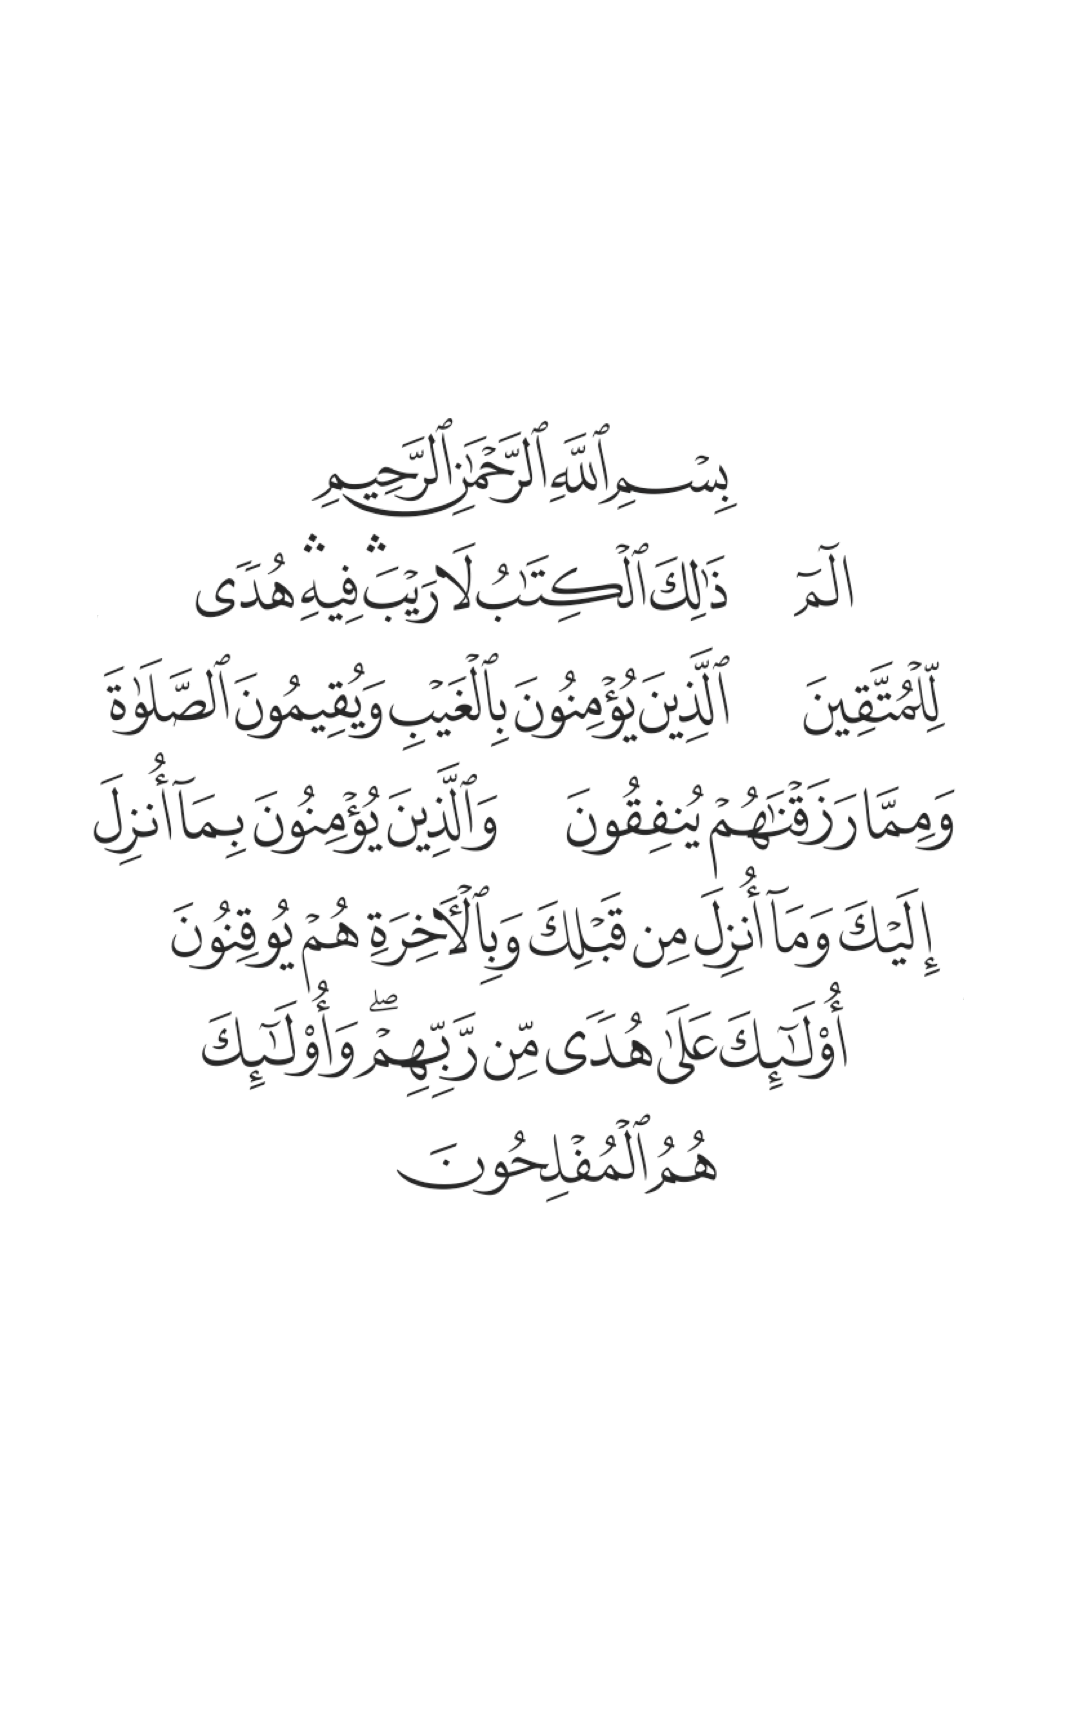 بِسْمِ ٱللَّهِ ٱلرَّحْمَٰنِ ٱلرَّحِيمِ
الٓمٓ ذَٰلِكَ ٱلْكِتَٰبُ لَا رَيْبَ ۛ فِيهِ ۛ هُدًى
لِّلْمُتَّقِينَ ٱلَّذِينَ يُؤْمِنُونَ بِٱلْغَيْبِ وَيُقِيمُونَ ٱلصَّلَوٰةَ
وَمِمَّا رَزَقْنَٰهُمْ يُنفِقُونَ وَٱلَّذِينَ يُؤْمِنُونَ بِمَآ أُنزِلَ
إِلَيْكَ وَمَآ أُنزِلَ مِن قَبْلِكَ وَبِٱلْأَخِرَةِ هُمْ يُوقِنُونَ
أُوْلَٰٓئِكَ عَلَىٰ هُدًى مِّن رَّبِّهِمْ ۖ وَأُوْلَٰٓئِكَ
هُمُ ٱلْمُفْلِحُونَ